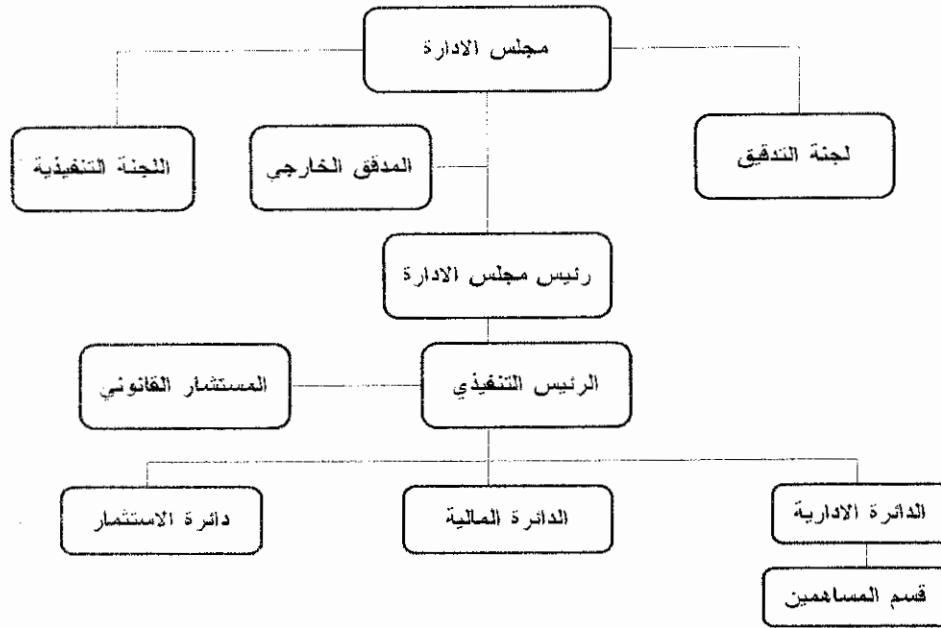 مجلس الادارة
لجنة التدقيق
المدقق الخارجي
اللجنة التنفيذية
رئيس مجلس الادارة
الرئيس التنفيذي
المستشار القانوني
الدائرة الادارية
الدائرة المالية
دائرة الاستثمار
قسم المساهمين